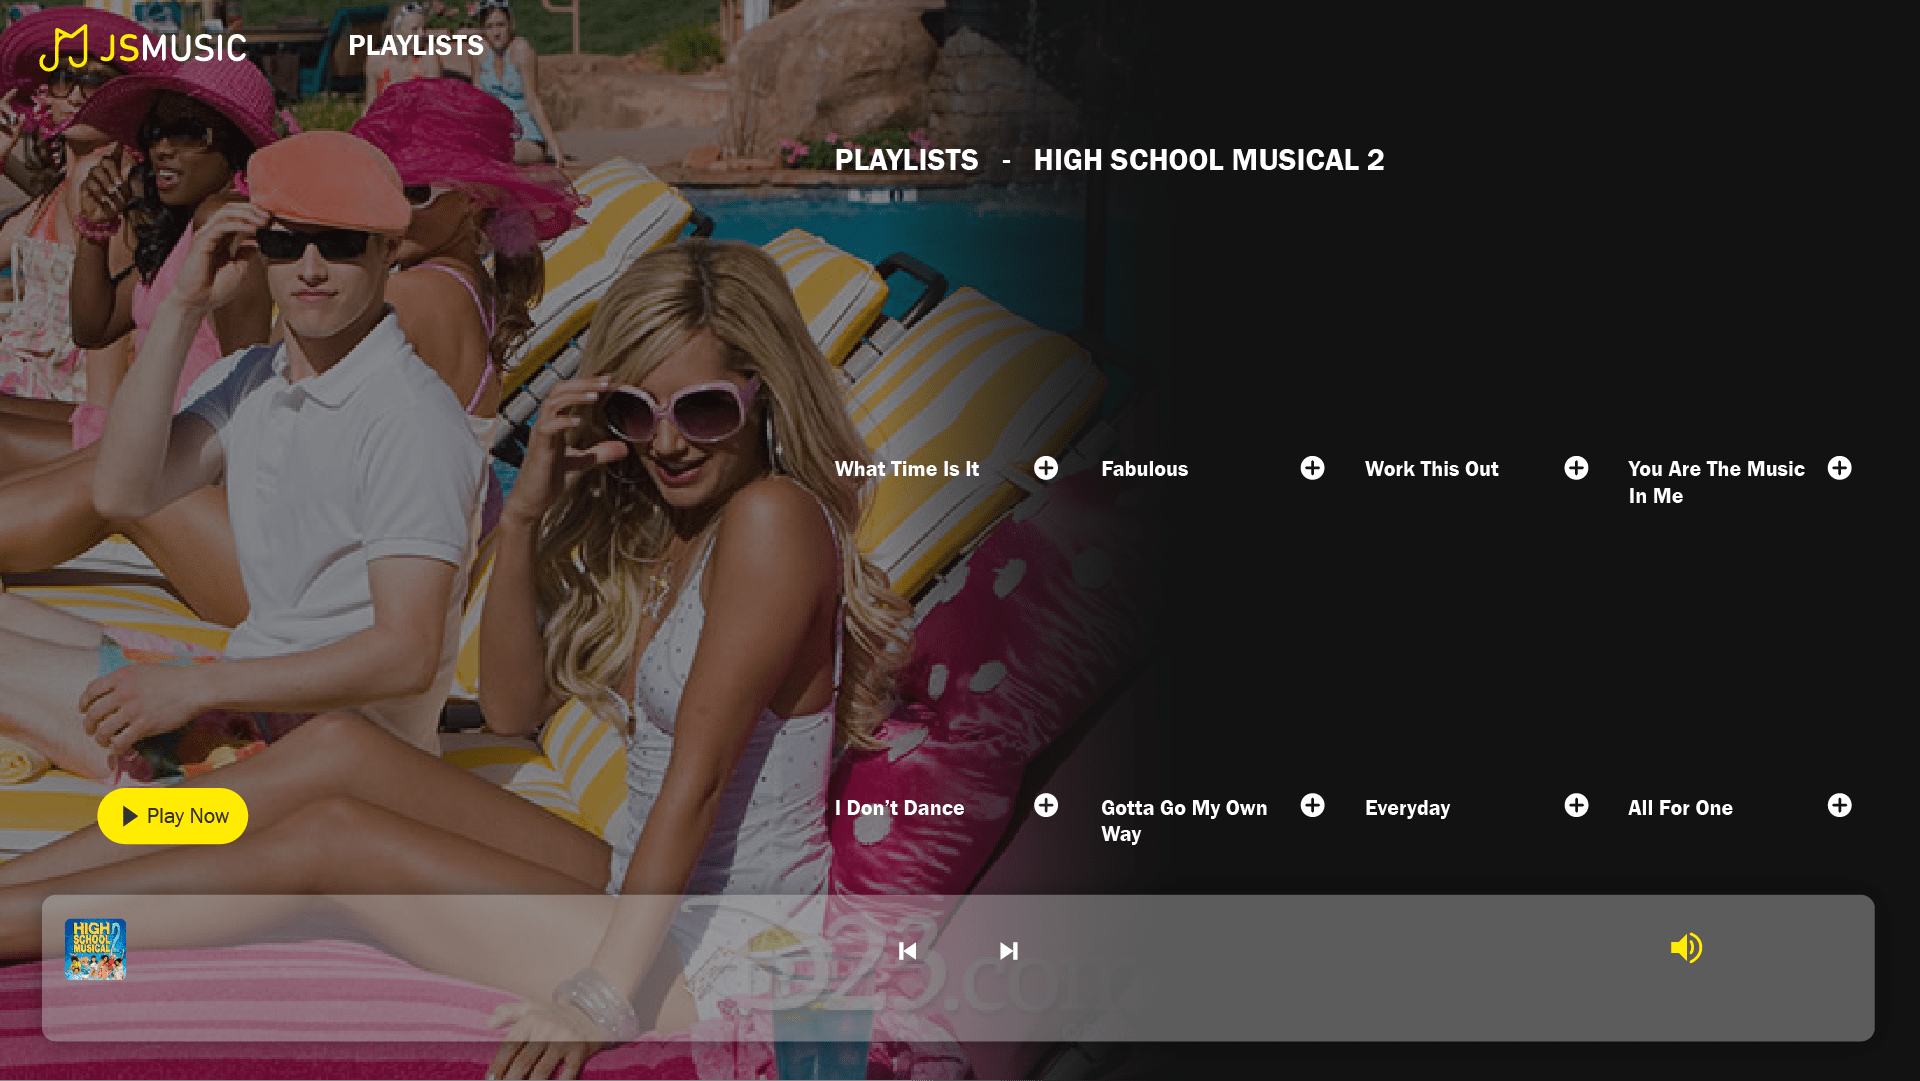 JSMUSIC
PLAYLISTS
PLAYLISTS - HIGH SCHOOL MUSICAL 2
What Time Is It
Fabulous
Work This Out
You Are The Music
In Me
I Don’t Dance
Gotta Go My Own
Way
Everyday
All For One
Play Now
HIGH
SCHOOL
MUSICAL 2
D23.com